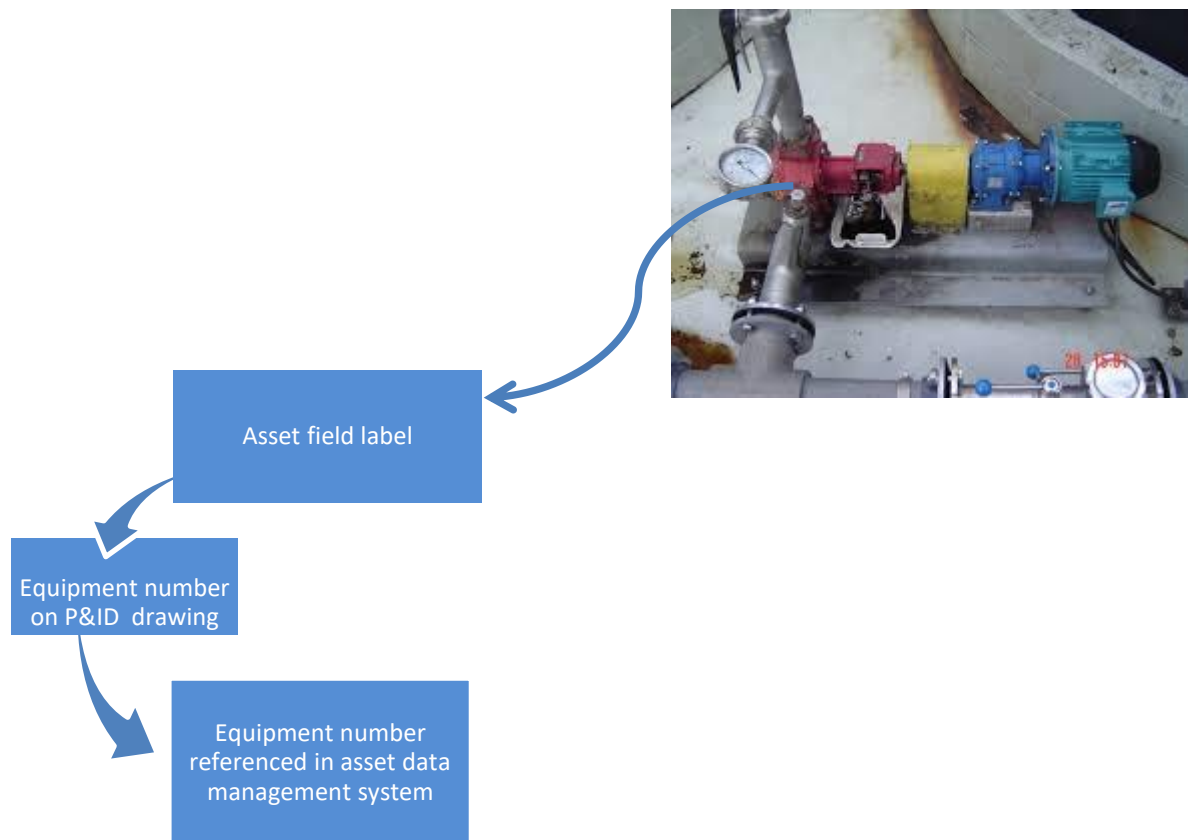 Asset field label
Equipment number
on P&ID drawing
Equipment number
referenced in asset data
management system